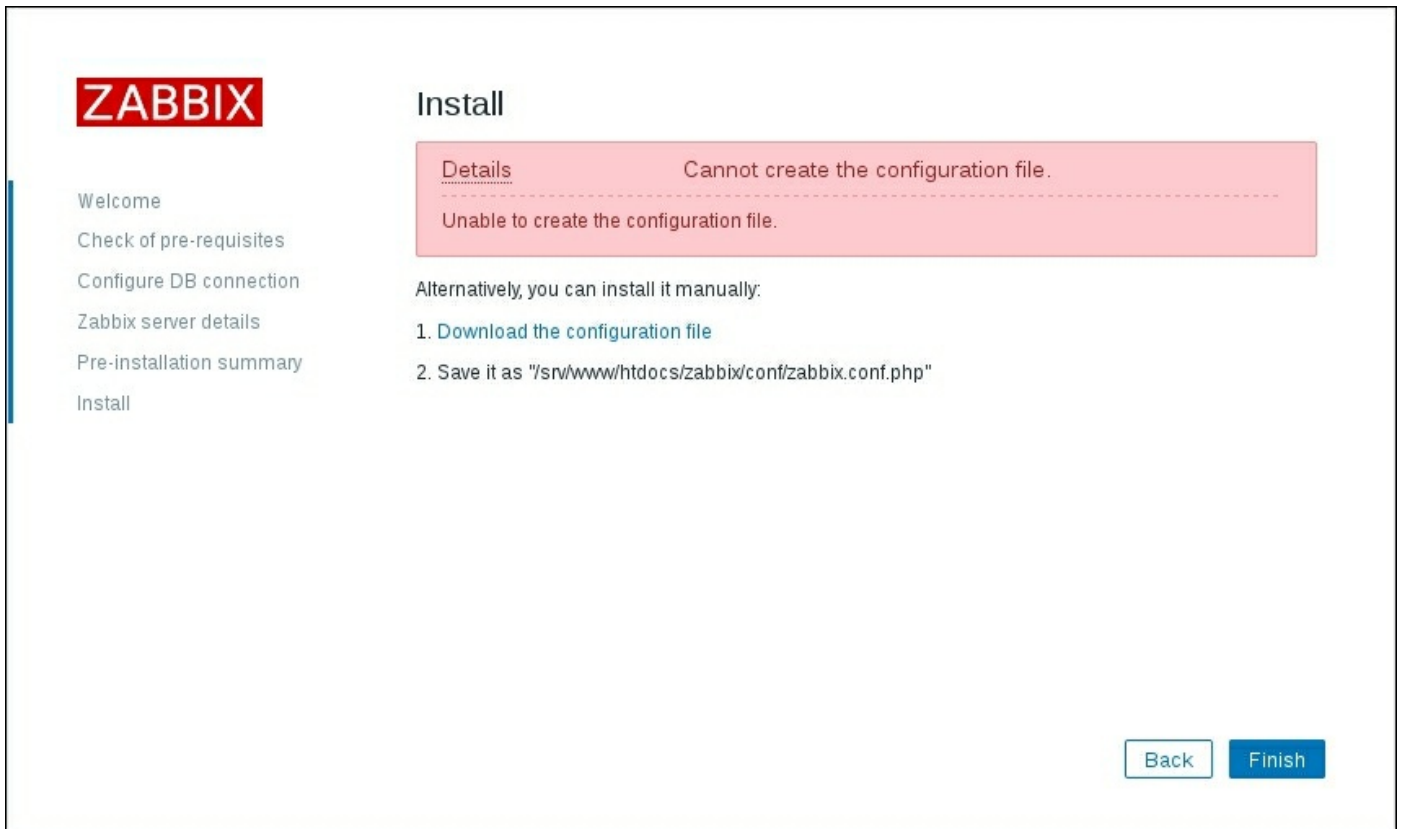 ZABBIX
Welcome
Check of pre-requisites
Configure DB connection
Zabbix server details
Pre-installation summary
Install
Install
Details Cannot create the configuration file.
Unable to create the configuration file.
Alternatively, you can install it manually:
1. Download the configuration file
2. Save it as "/srv/www/htdocs/zabbix/conf/zabbix.conf.php"
Back Finish